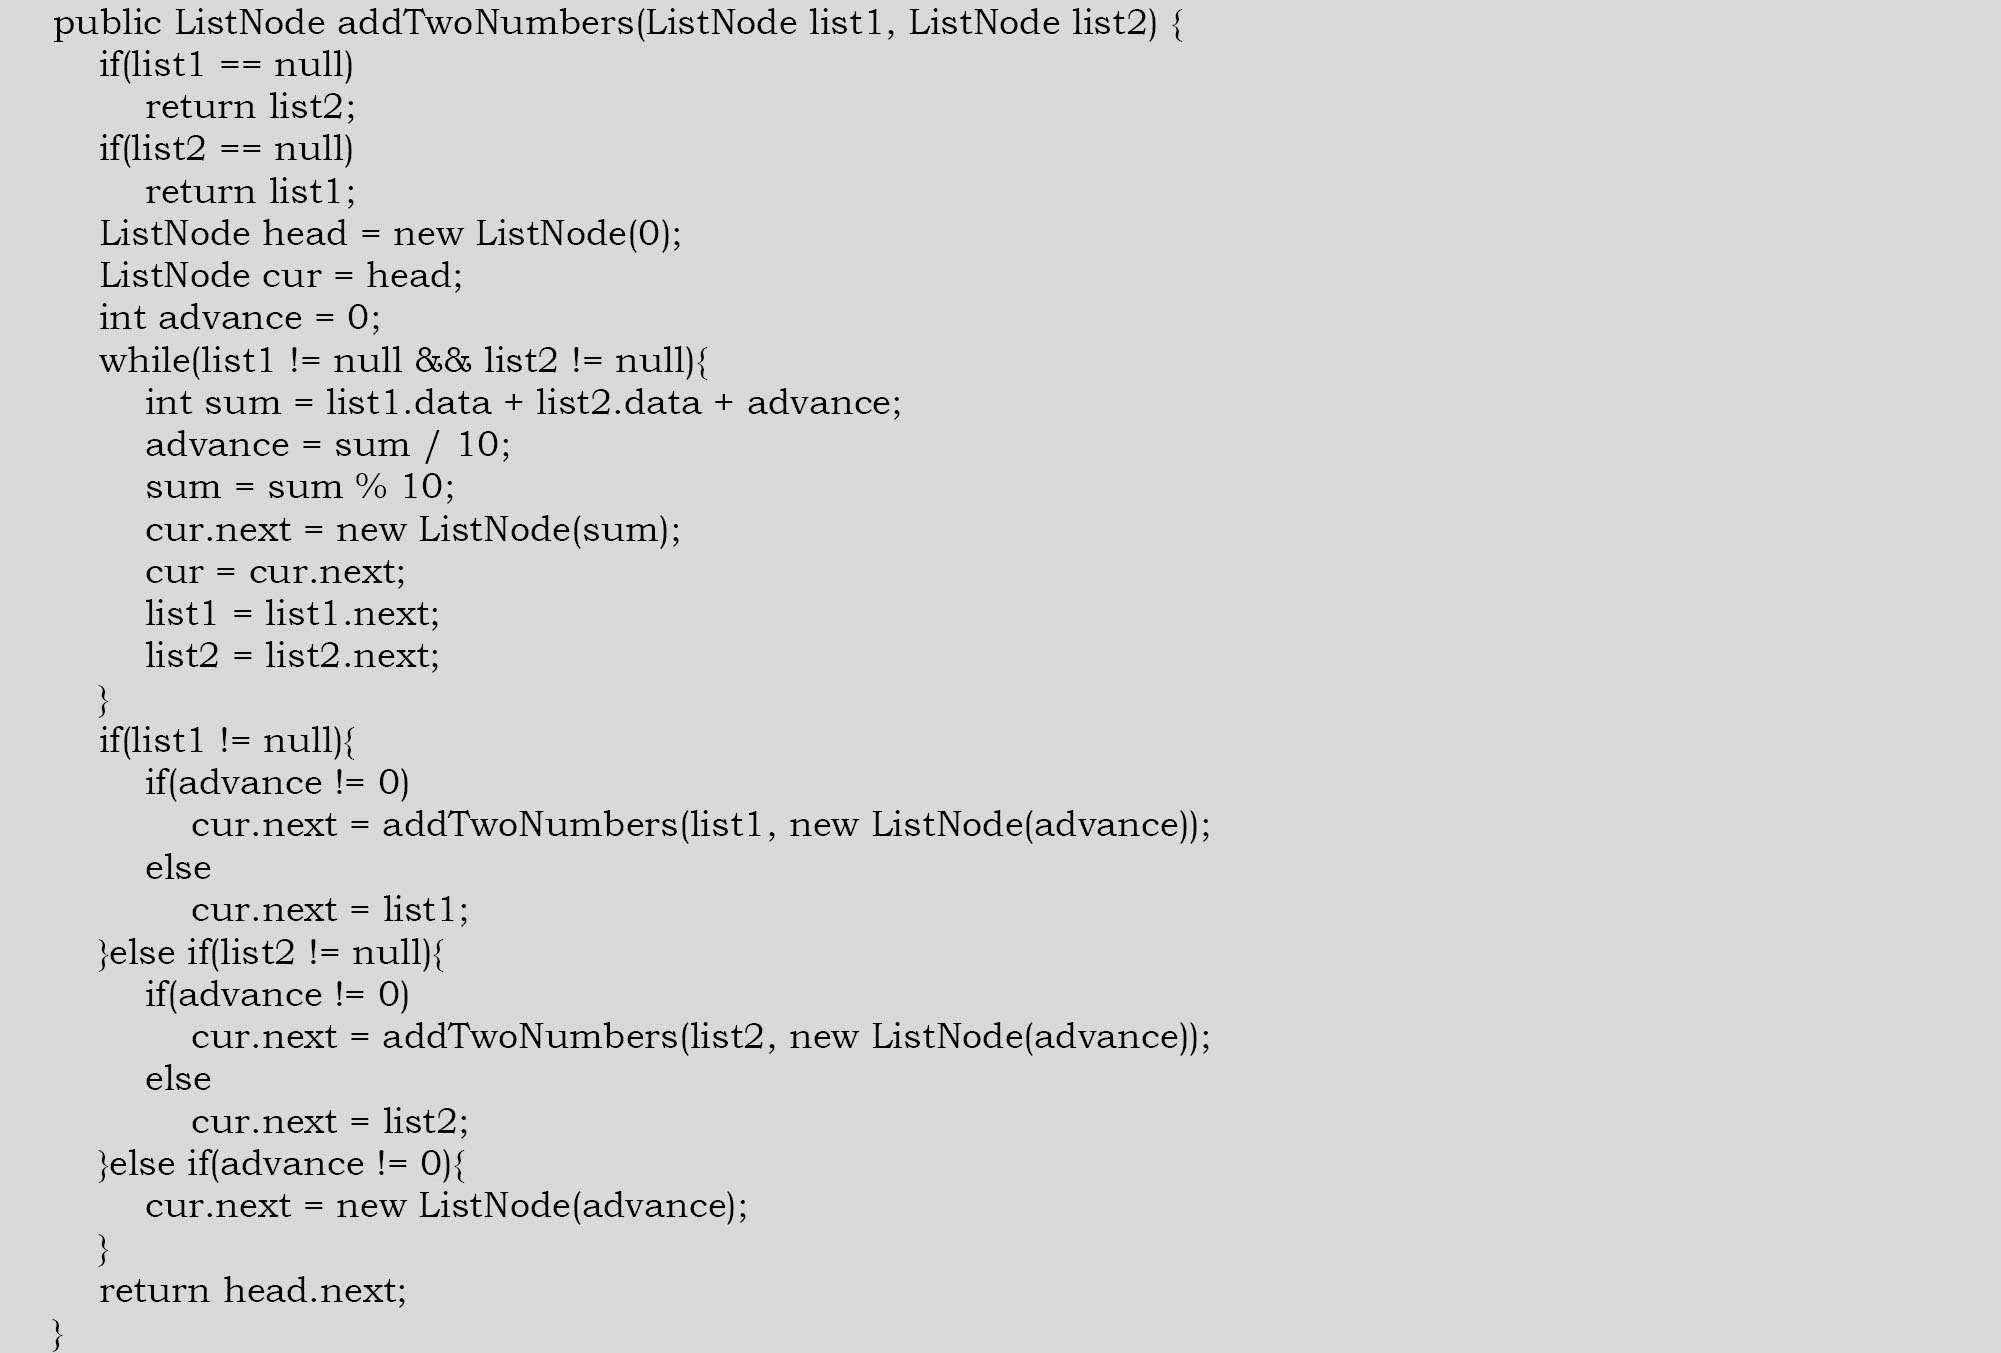 public ListNode addTwoNumbers(ListNode list1, ListNode list2) {
if(list1 == null)
return list2;
if(list2 == null)
return list1;
ListNode head = new ListNode(0);
ListNode cur = head;
int advance = 0;
while(list1 != null && list2 != null){
int sum = list1.data + list2.data + advance;
advance = sum / 10;
sum = sum % 10;
cur.next = new ListNode(sum);
cur = cur.next;
list1 = list1.next;
list2 = list2.next;
}
if(list1 != null){
if(advance != 0)
cur.next = addTwoNumbers(list1, new ListNode(advance));
else
cur.next = list1;
}else if(list2 != null){
if(advance != 0)
cur.next = addTwoNumbers(list2, new ListNode(advance));
else
cur.next = list2;
}else if(advance != 0){
cur.next = new ListNode(advance);
}
return head.next;
}